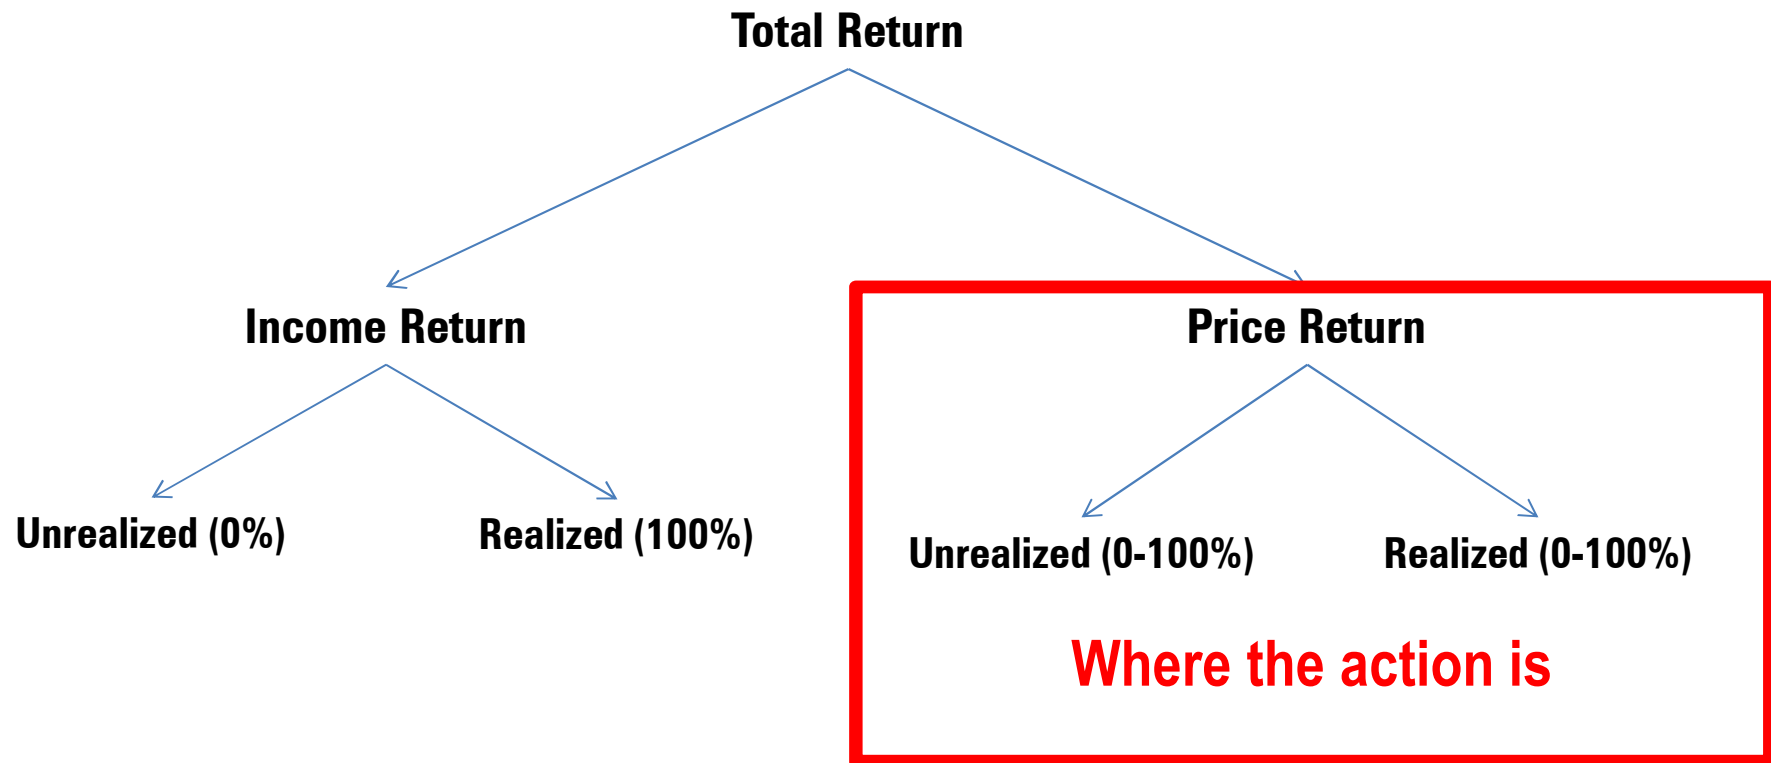 Total Return
Income Return
Price Return
Unrealized (0%)
Realized (100%)
Unrealized (0-100%)
Realized (0-100%)
Where the action is